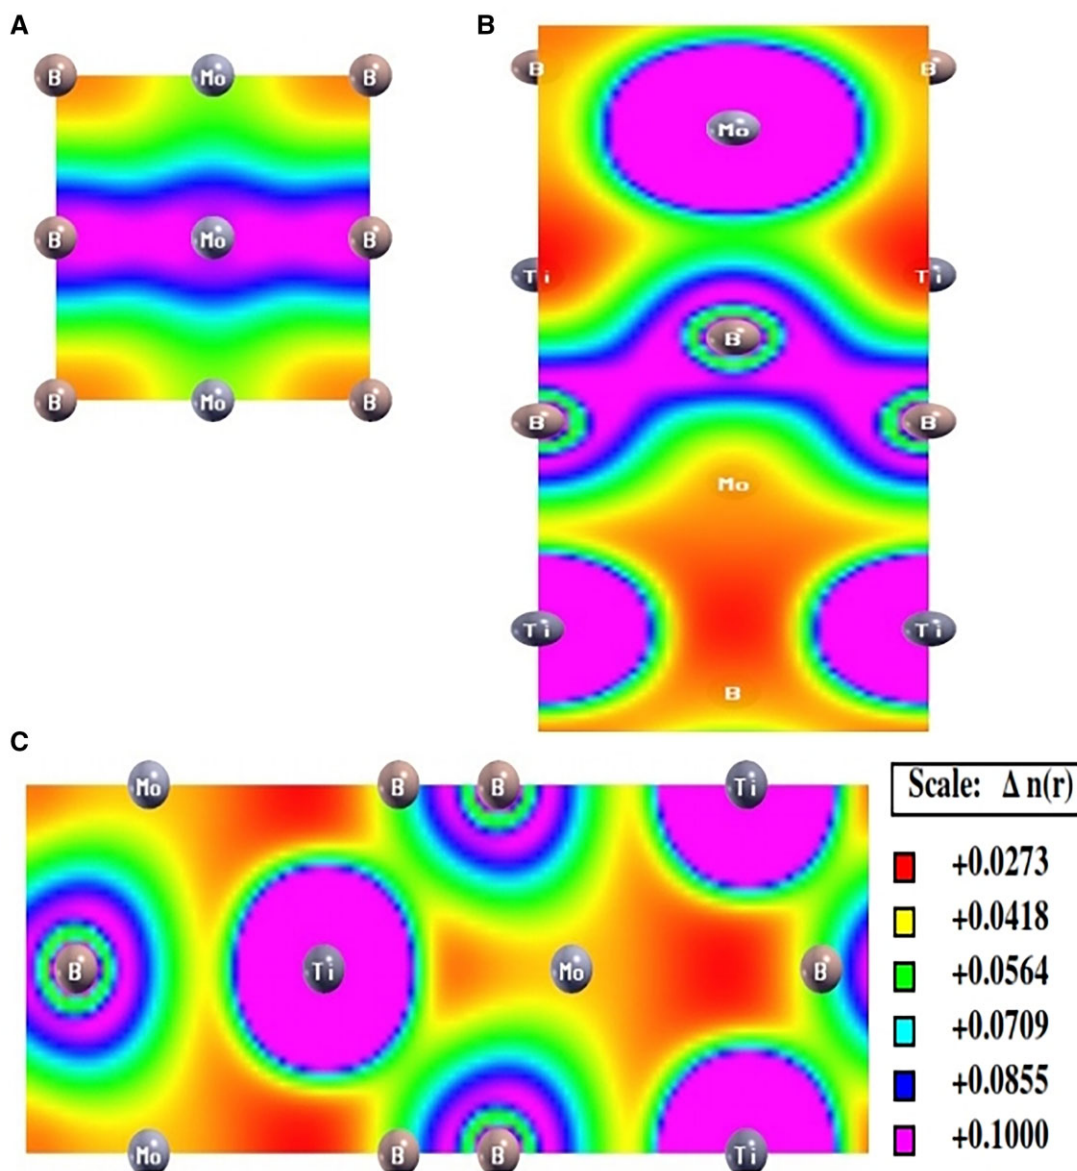 A
B Mo B
B Mo B
B Mo B
B
B B
Mo
Ti Ti
B
B B
Mo
Ti Ti
B
C
Mo B B Ti
B Ti Mo B
Mo B B Ti
Scale: Δ n(r)
+0.0273
+0.0418
+0.0564
+0.0709
+0.0855
+0.1000